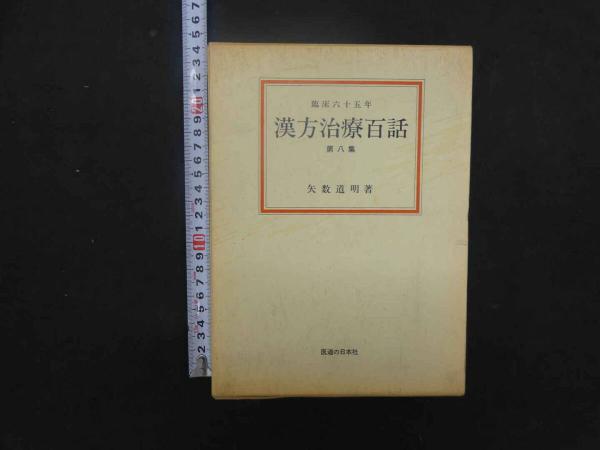 臨床六十五年
漢方治療百話
第八集
矢数道明著
医道の日本社